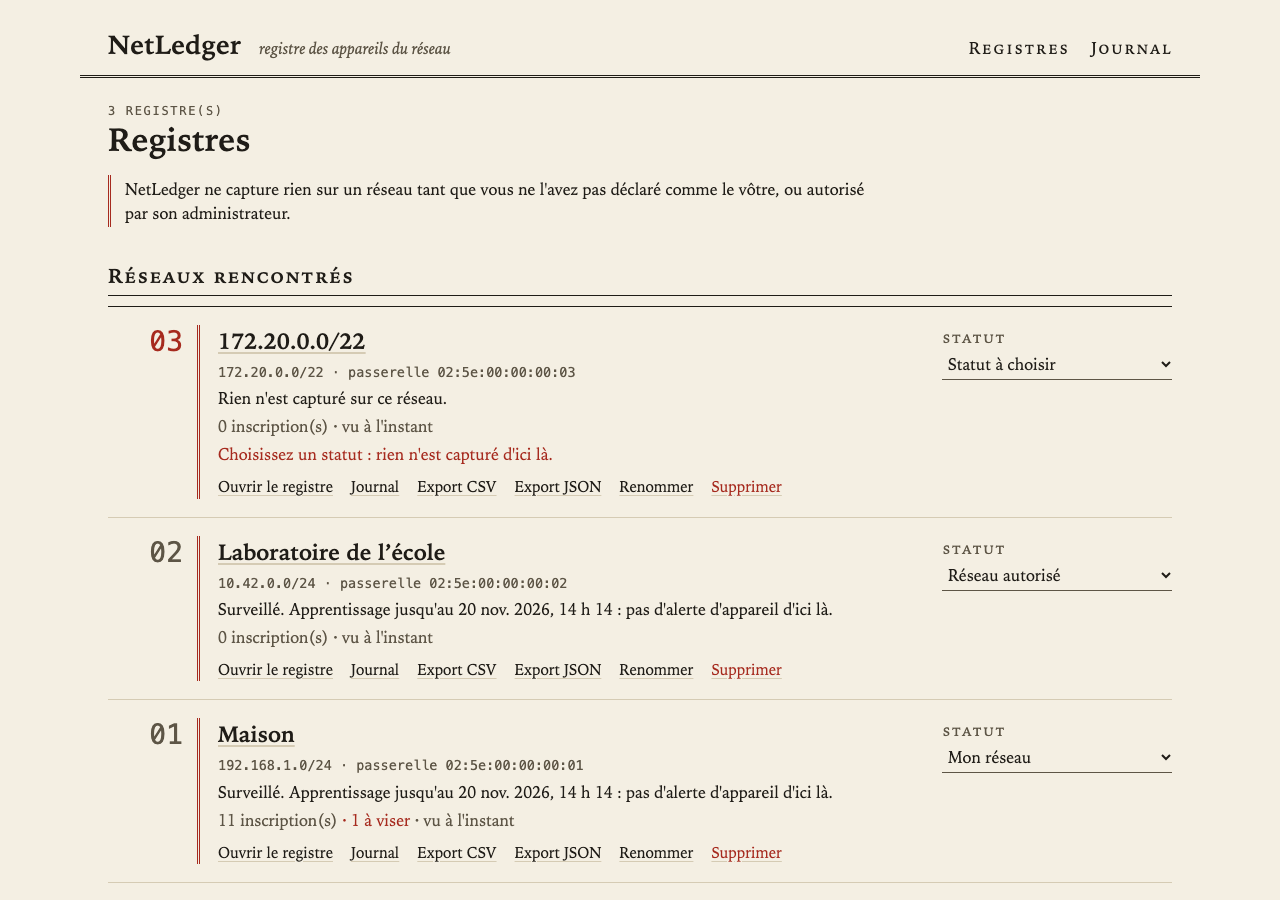 NetLedger registre des appareils du réseau
Registres Journal
3 REGISTRE(S)
Registres
NetLedger ne capture rien sur un réseau tant que vous ne l'avez pas déclaré comme le vôtre, ou autorisé
par son administrateur.
Réseaux rencontrés
03
172.20.0.0/22
172.20.0.0/22 · passerelle 02:5e:00:00:00:03
Rien n'est capturé sur ce réseau.
0 inscription(s) · vu à l'instant
Choisissez un statut : rien n'est capturé d'ici là.
Ouvrir le registre Journal Export CSV Export JSON Renommer Supprimer
STATUT
Statut à choisir
02
Laboratoire de l’école
10.42.0.0/24 · passerelle 02:5e:00:00:00:02
Surveillé. Apprentissage jusqu'au 20 nov. 2026, 14 h 14 : pas d'alerte d'appareil d'ici là.
0 inscription(s) · vu à l'instant
Ouvrir le registre Journal Export CSV Export JSON Renommer Supprimer
STATUT
Réseau autorisé
01
Maison
192.168.1.0/24 · passerelle 02:5e:00:00:00:01
Surveillé. Apprentissage jusqu'au 20 nov. 2026, 14 h 14 : pas d'alerte d'appareil d'ici là.
11 inscription(s) · 1 à viser · vu à l'instant
Ouvrir le registre Journal Export CSV Export JSON Renommer Supprimer
STATUT
Mon réseau